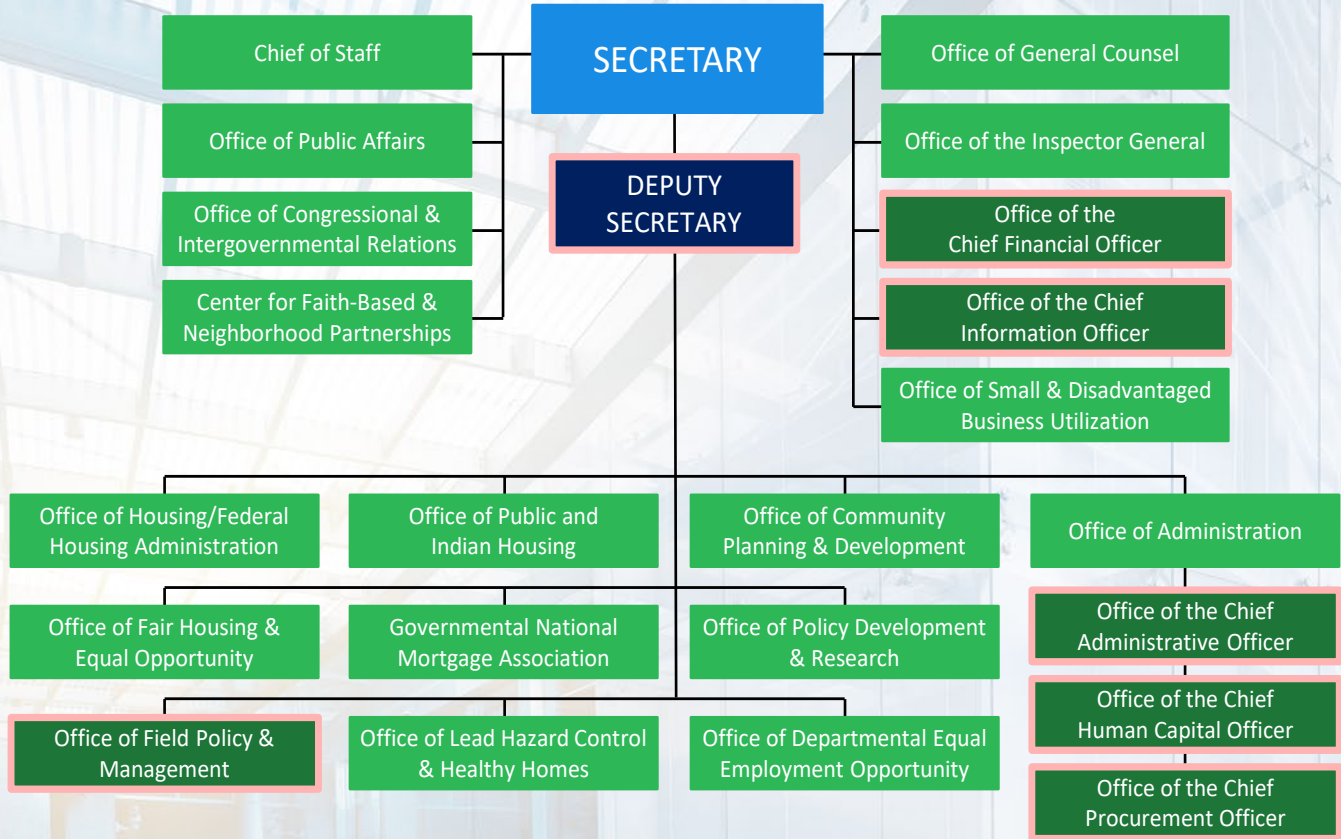 SECRETARY
Chief of Staff
Office of Public Affairs
Office of Congressional &
Intergovernmental Relations
Center for Faith-Based &
Neighborhood Partnerships
DEPUTY
SECRETARY
Office of General Counsel
Office of the Inspector General
Office of the
Chief Financial Officer
Office of the Chief
Information Officer
Office of Small & Disadvantaged
Business Utilization
Office of Housing/Federal
Housing Administration
Office of Public and
Indian Housing
Office of Community
Planning & Development
Office of Administration
Office of Fair Housing &
Equal Opportunity
Governmental National
Mortgage Association
Office of Policy Development
& Research
Office of the Chief
Administrative Officer
Office of Field Policy &
Management
Office of Lead Hazard Control
& Healthy Homes
Office of Departmental Equal
Employment Opportunity
Office of the Chief
Human Capital Officer
Office of the Chief
Procurement Officer